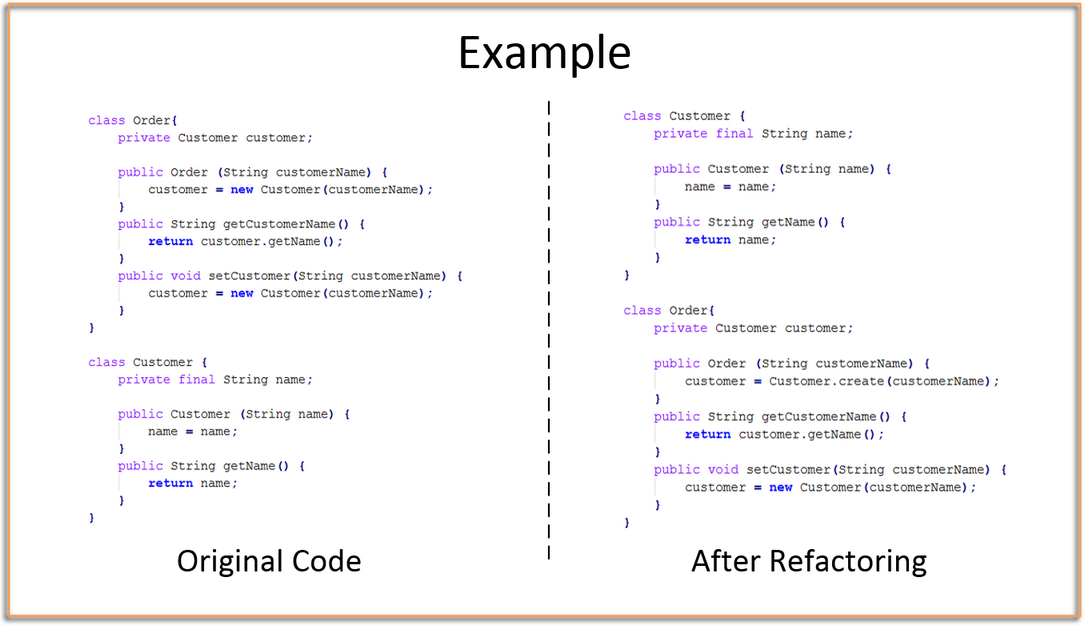 Example
class Order{
private Customer customer;
public Order (String customerName) {
customer = new Customer(customerName);
}
public String getCustomerName() {
return customer.getName();
}
public void setCustomer(String customerName) {
customer = new Customer(customerName);
}
}
class Customer {
private final String name;
public Customer (String name) {
name = name;
}
public String getName() {
return name;
}
}
Original Code
class Customer {
private final String name;
public Customer (String name) {
name = name;
}
public String getName() {
return name;
}
}
class Order{
private Customer customer;
public Order (String customerName) {
customer = Customer.create(customerName);
}
public String getCustomerName() {
return customer.getName();
}
public void setCustomer(String customerName) {
customer = new Customer(customerName);
}
}
After Refactoring